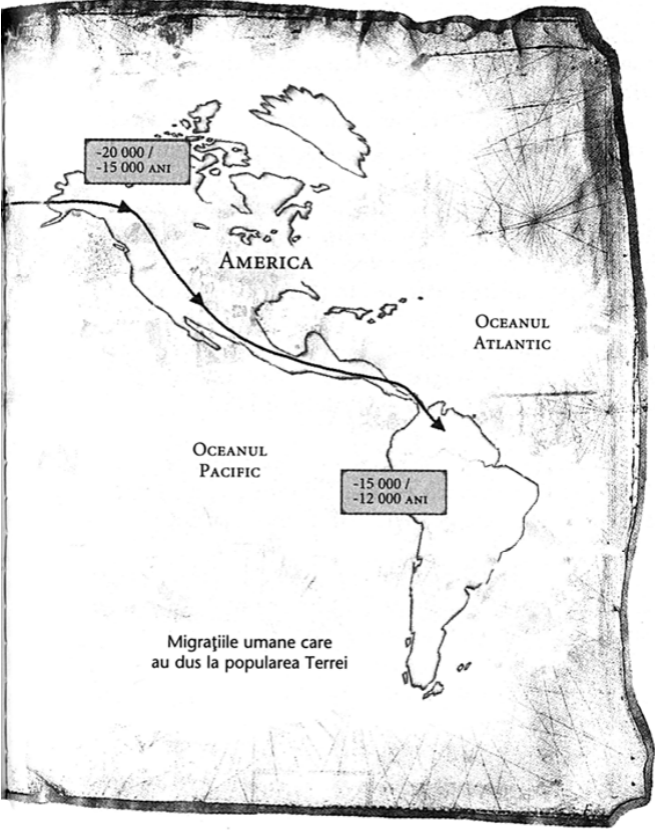 -20 000 /
-15 000 ANI
AMERICA
OCEANUL
ATLANTIC
OCEANUL
PACIFIC
-15 000 /
-12 000 ANI
Migraţiile umane care
au dus la popularea Terrei